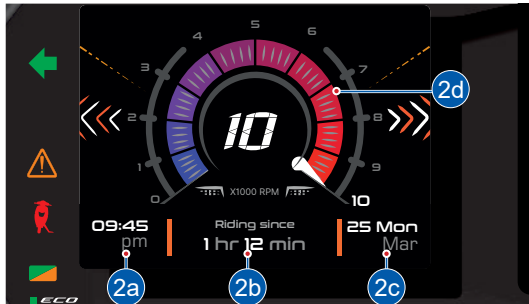 5
4
6
3
7
2d
2
8
10
1
9
0
X1000 RPM
10
09:45
pm
Riding since
1 hr 12 min
25 Mon
Mar
ECO
2a
2b
2c